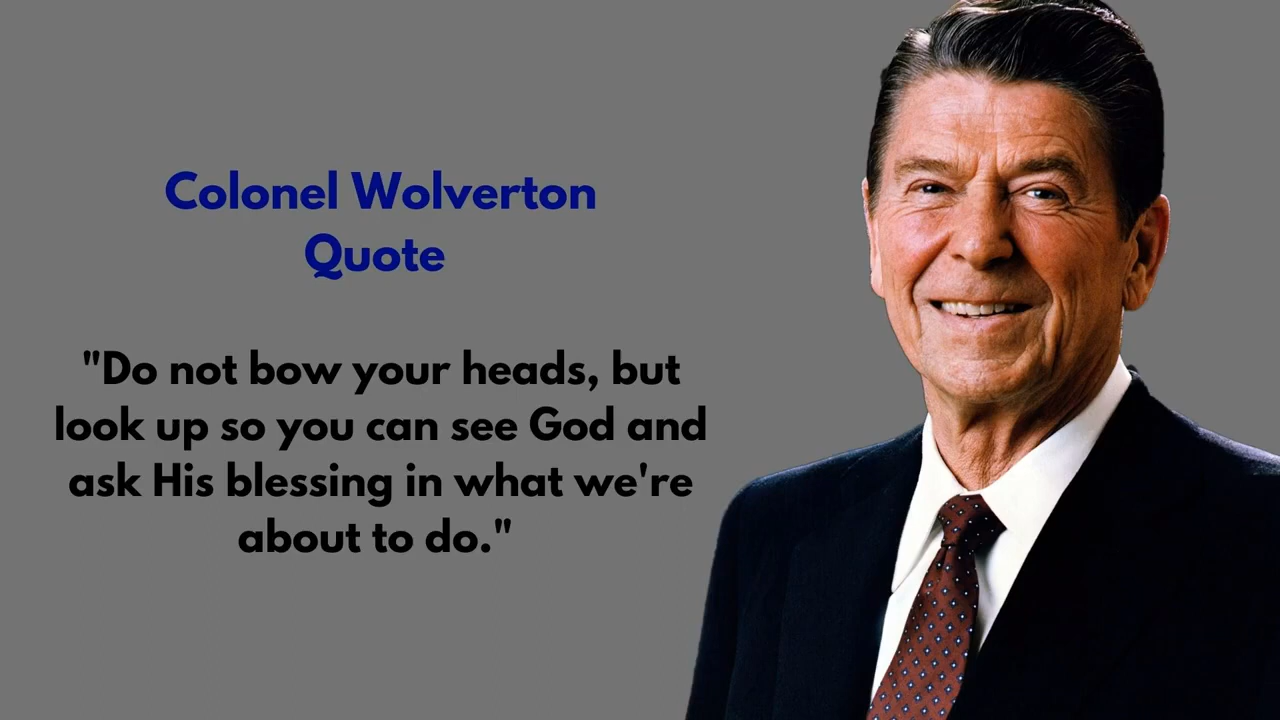 Colonel Wolverton
Quote
"Do not bow your heads, but
look up so you can see God and
ask His blessing in what we're
about to do."